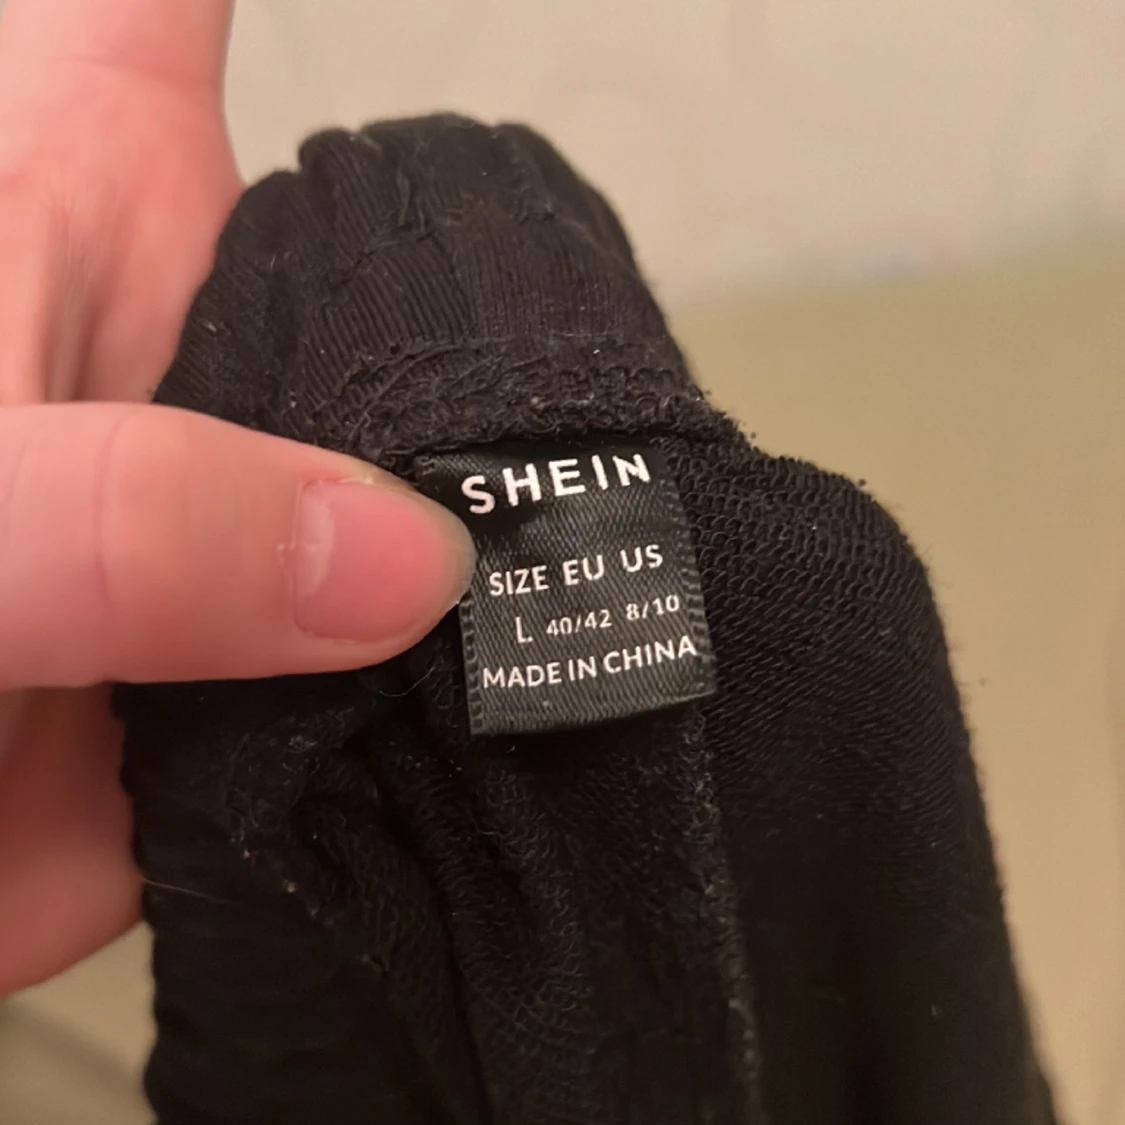 SHEIN
SIZE EU US
L 40/42 8/10
MADE IN CHINA